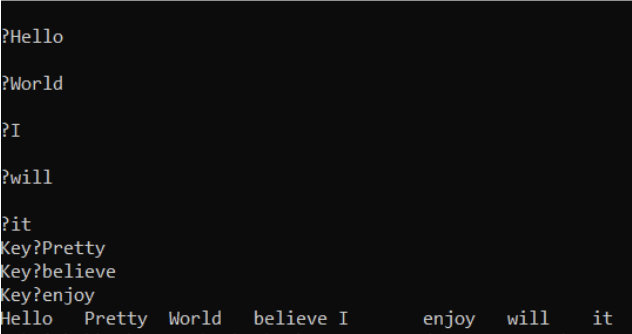 ?Hello
?World
?I
?will
?it
Key?Pretty
Key?believe
Key?enjoy
Hello Pretty World believe I enjoy will it